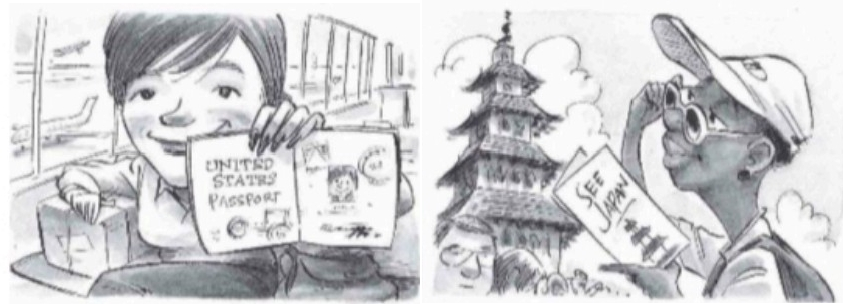 UNITED
STATES
PASSPORT
SEE
JAPAN